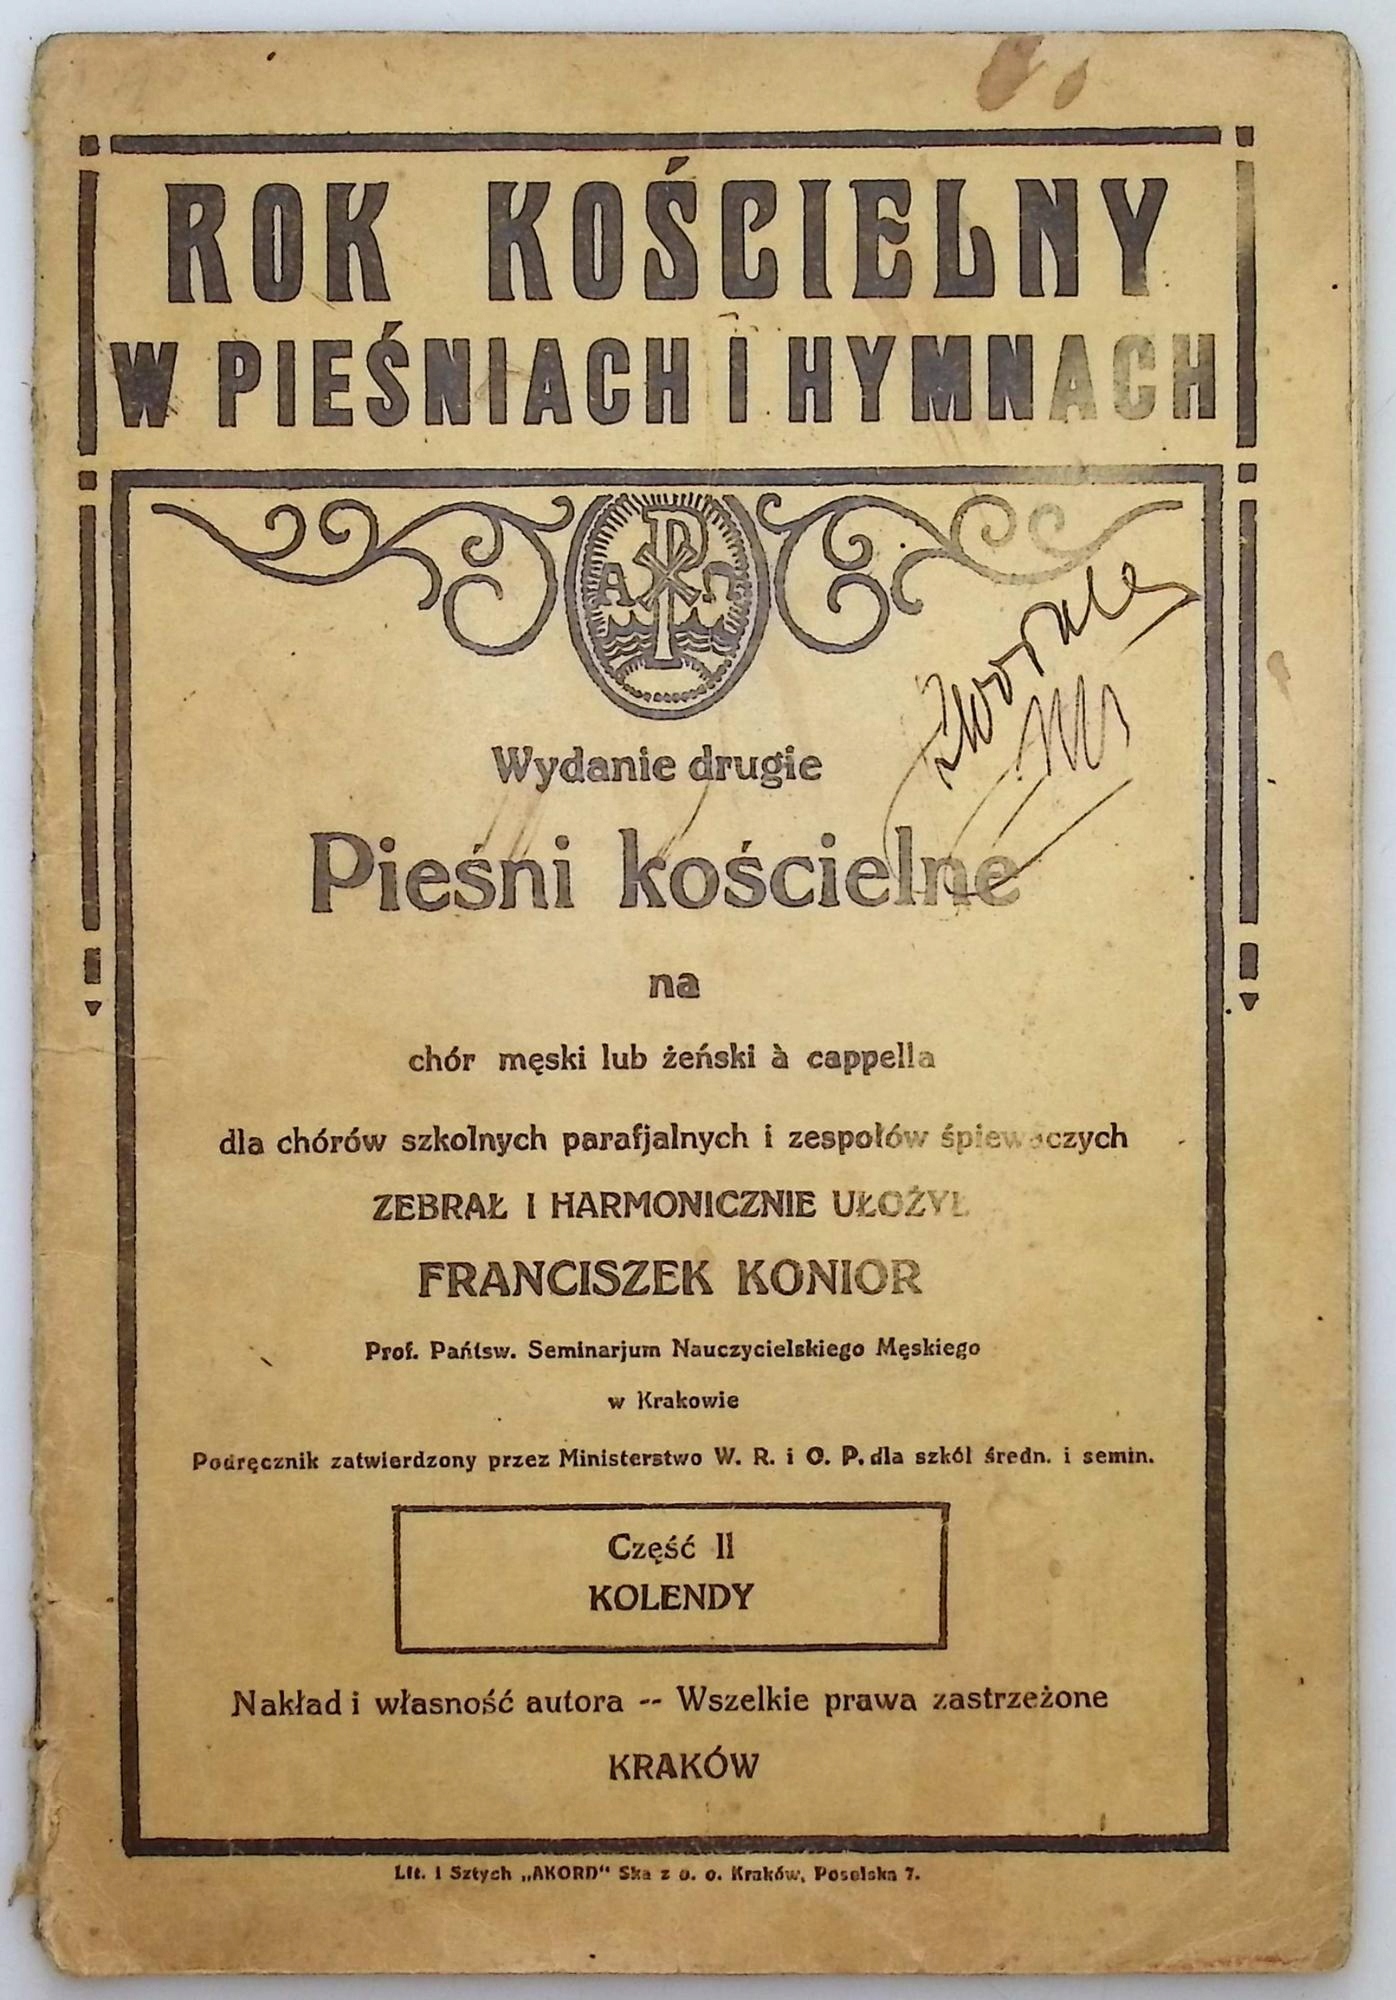 ROK KOŚCIELNY
W PIEŚNIACH I HYMNACH
A Ω
Wydanie drugie
Pieśni kościelne
na
chór męski lub żeński à cappella
dla chórów szkolnych parafjalnych i zespołów śpiewaczych
ZEBRAŁ I HARMONICZNIE UŁOŻYŁ
FRANCISZEK KONIOR
Prof. Pańtsw. Seminarjum Nauczycielskiego Męskiego
w Krakowie
Podręcznik zatwierdzony przez Ministerstwo W. R. i O. P. dla szkól średn. i semin.
Część II
KOLENDY
Nakład i własność autora -- Wszelkie prawa zastrzeżone
KRAKÓW
Lit. i Sztych „AKORD" Ska z o. o. Kraków, Poselska 7.